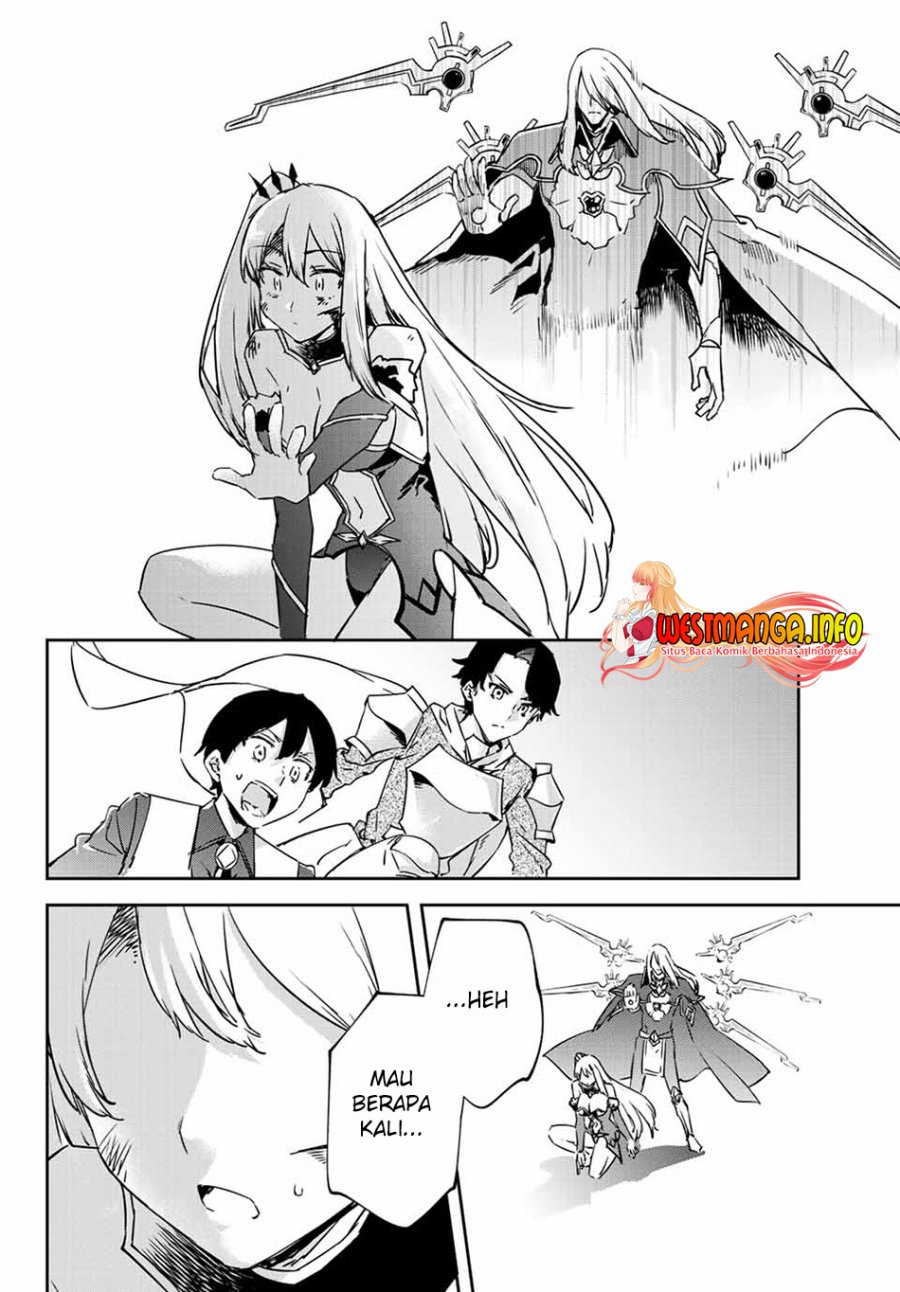 WESTMANGA.INFO
Situs Baca Komik Berbahasa Indonesia
...HEH
MAU
BERAPA
KALI...